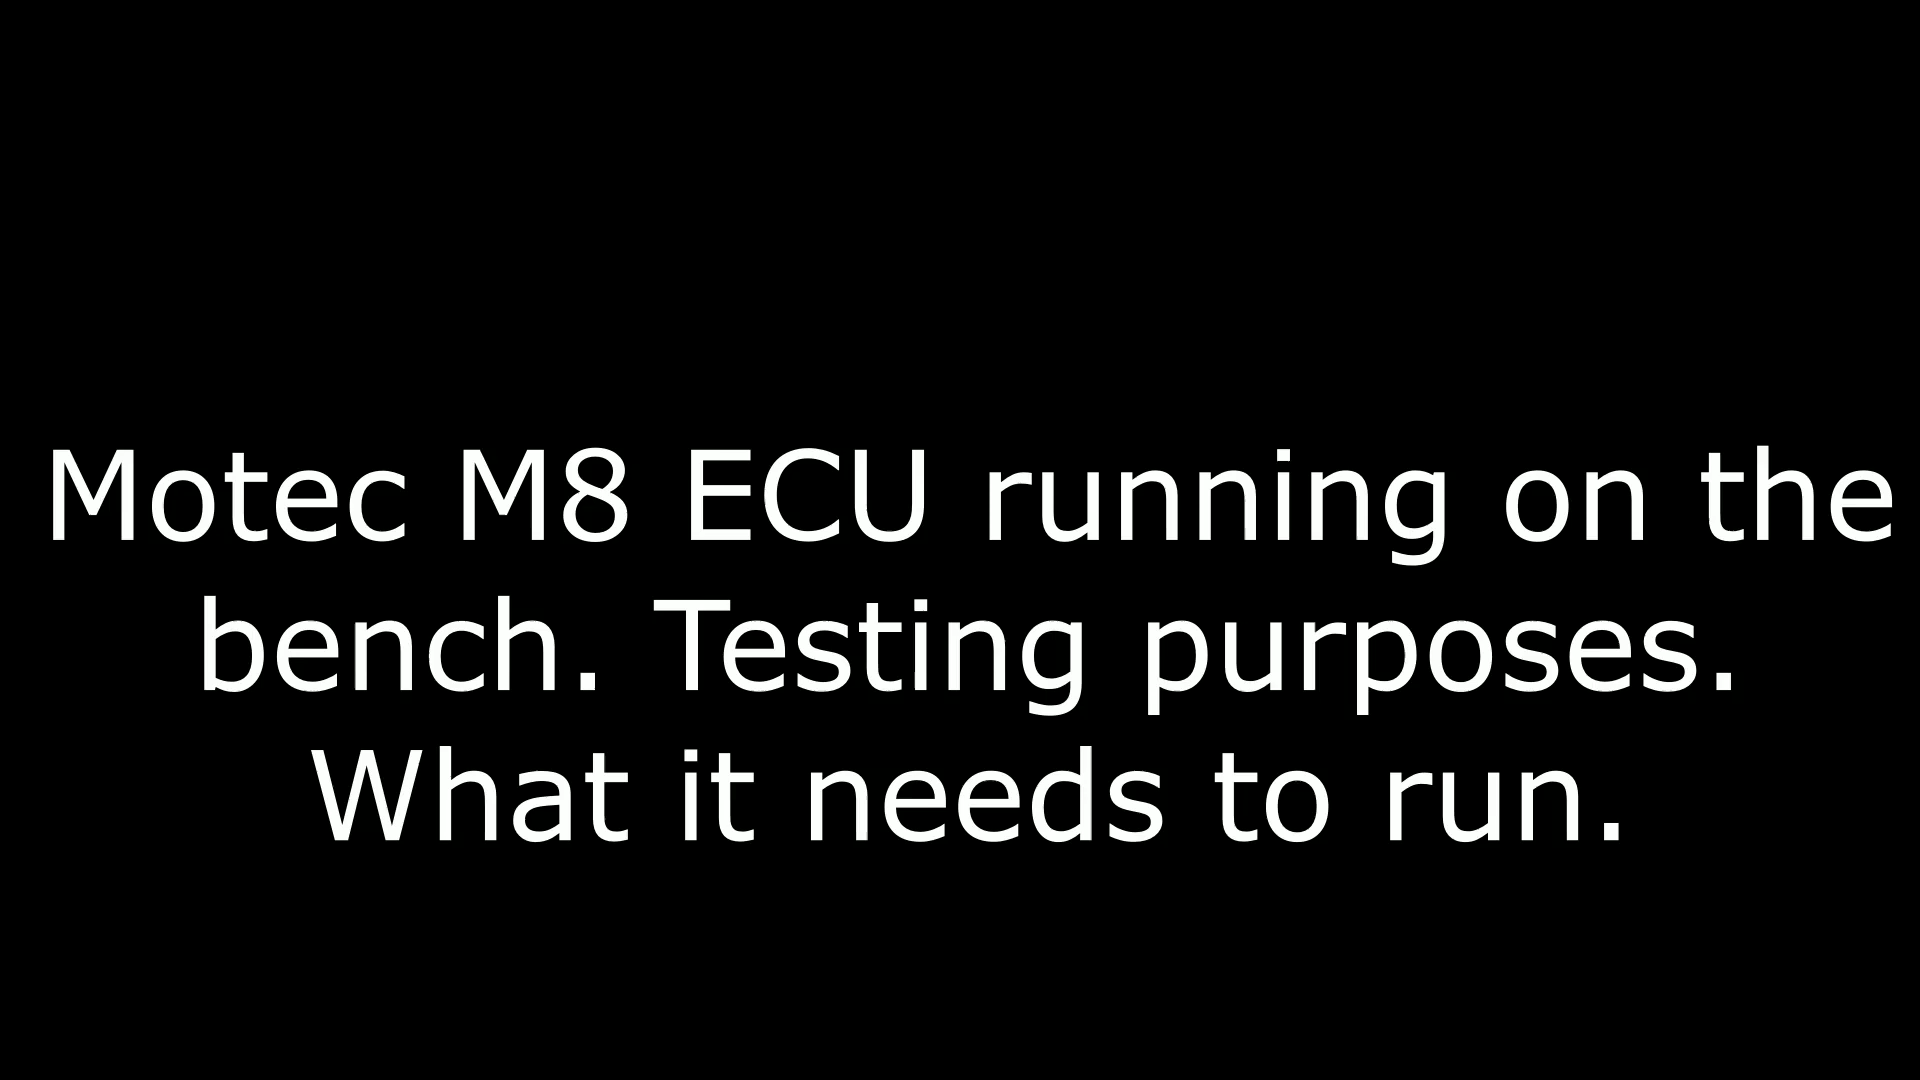 Motec M8 ECU running on the
bench. Testing purposes.
What it needs to run.